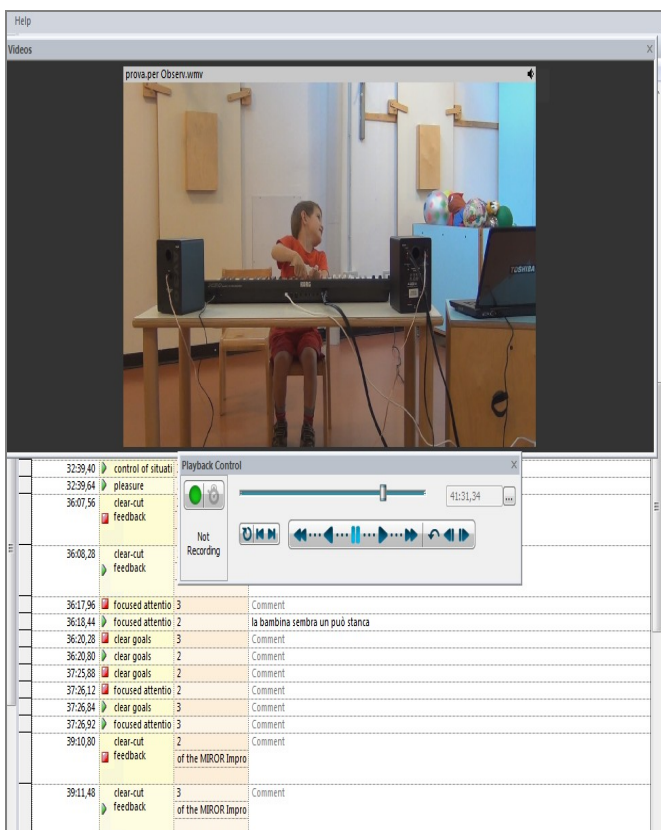 Help
Videos X
prova.per Observ.wmv
TOSHIBA
32:39,40 control of situati
Playback Control X
32:39,64 pleasure
41:31,34 ...
36:07,56 clear-cut
feedback
Not
Recording
36:08,28 clear-cut
feedback
36:17,96 focused attentio 3 Comment
36:18,44 focused attentio 2 la bambina sembra un può stanca
36:20,28 clear goals 3 Comment
36:20,80 clear goals 2 Comment
37:25,88 clear goals 2 Comment
37:26,12 focused attentio 2 Comment
37:26,84 clear goals 3 Comment
37:26,92 focused attentio 3 Comment
39:10,80 clear-cut 2 Comment
feedback of the MIROR Impro
39:11,48 clear-cut 3 Comment
feedback of the MIROR Impro